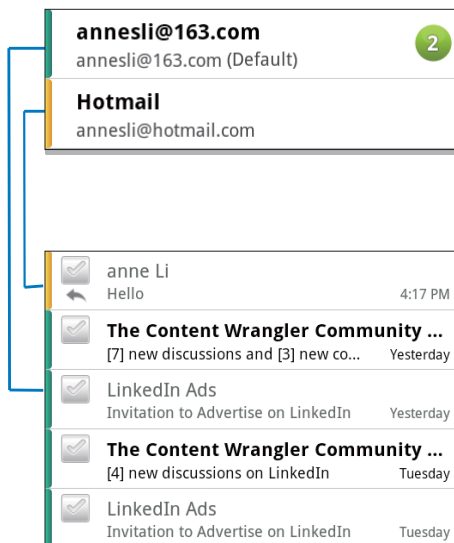 annesli@163.com
2
annesli@163.com (Default)
Hotmail
annesli@hotmail.com
anne Li
Hello 4:17 PM
The Content Wrangler Community ...
[7] new discussions and [3] new co... Yesterday
LinkedIn Ads
Invitation to Advertise on LinkedIn Yesterday
The Content Wrangler Community ...
[4] new discussions on LinkedIn Tuesday
LinkedIn Ads
Invitation to Advertise on LinkedIn Tuesday